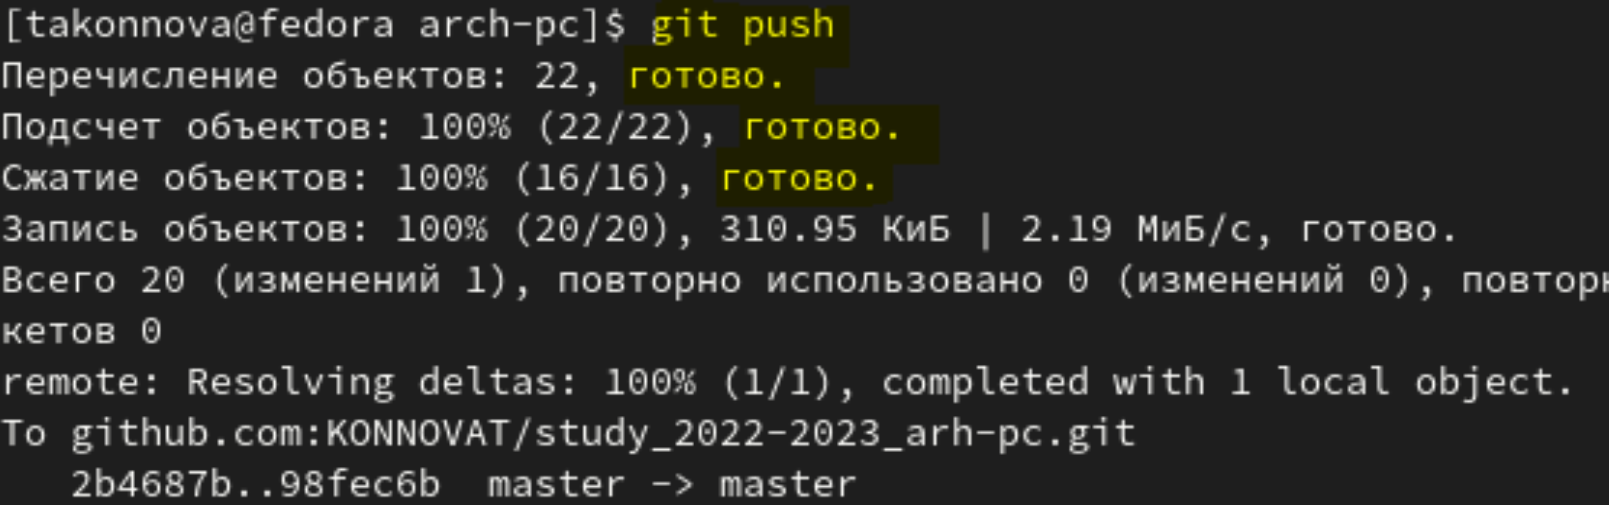 [takonnova@fedora arch-pc]$ git push
Перечисление объектов: 22, готово.
Подсчет объектов: 100% (22/22), готово.
Сжатие объектов: 100% (16/16), готово.
Запись объектов: 100% (20/20), 310.95 КиБ | 2.19 МиБ/с, готово.
Всего 20 (изменений 1), повторно использовано 0 (изменений 0),
кетов 0
remote: Resolving deltas: 100% (1/1), completed with 1 local object.
To github.com:KONNOVAT/study_2022-2023_arh-pc.git
   2b4687b..98fec6b  master -> master